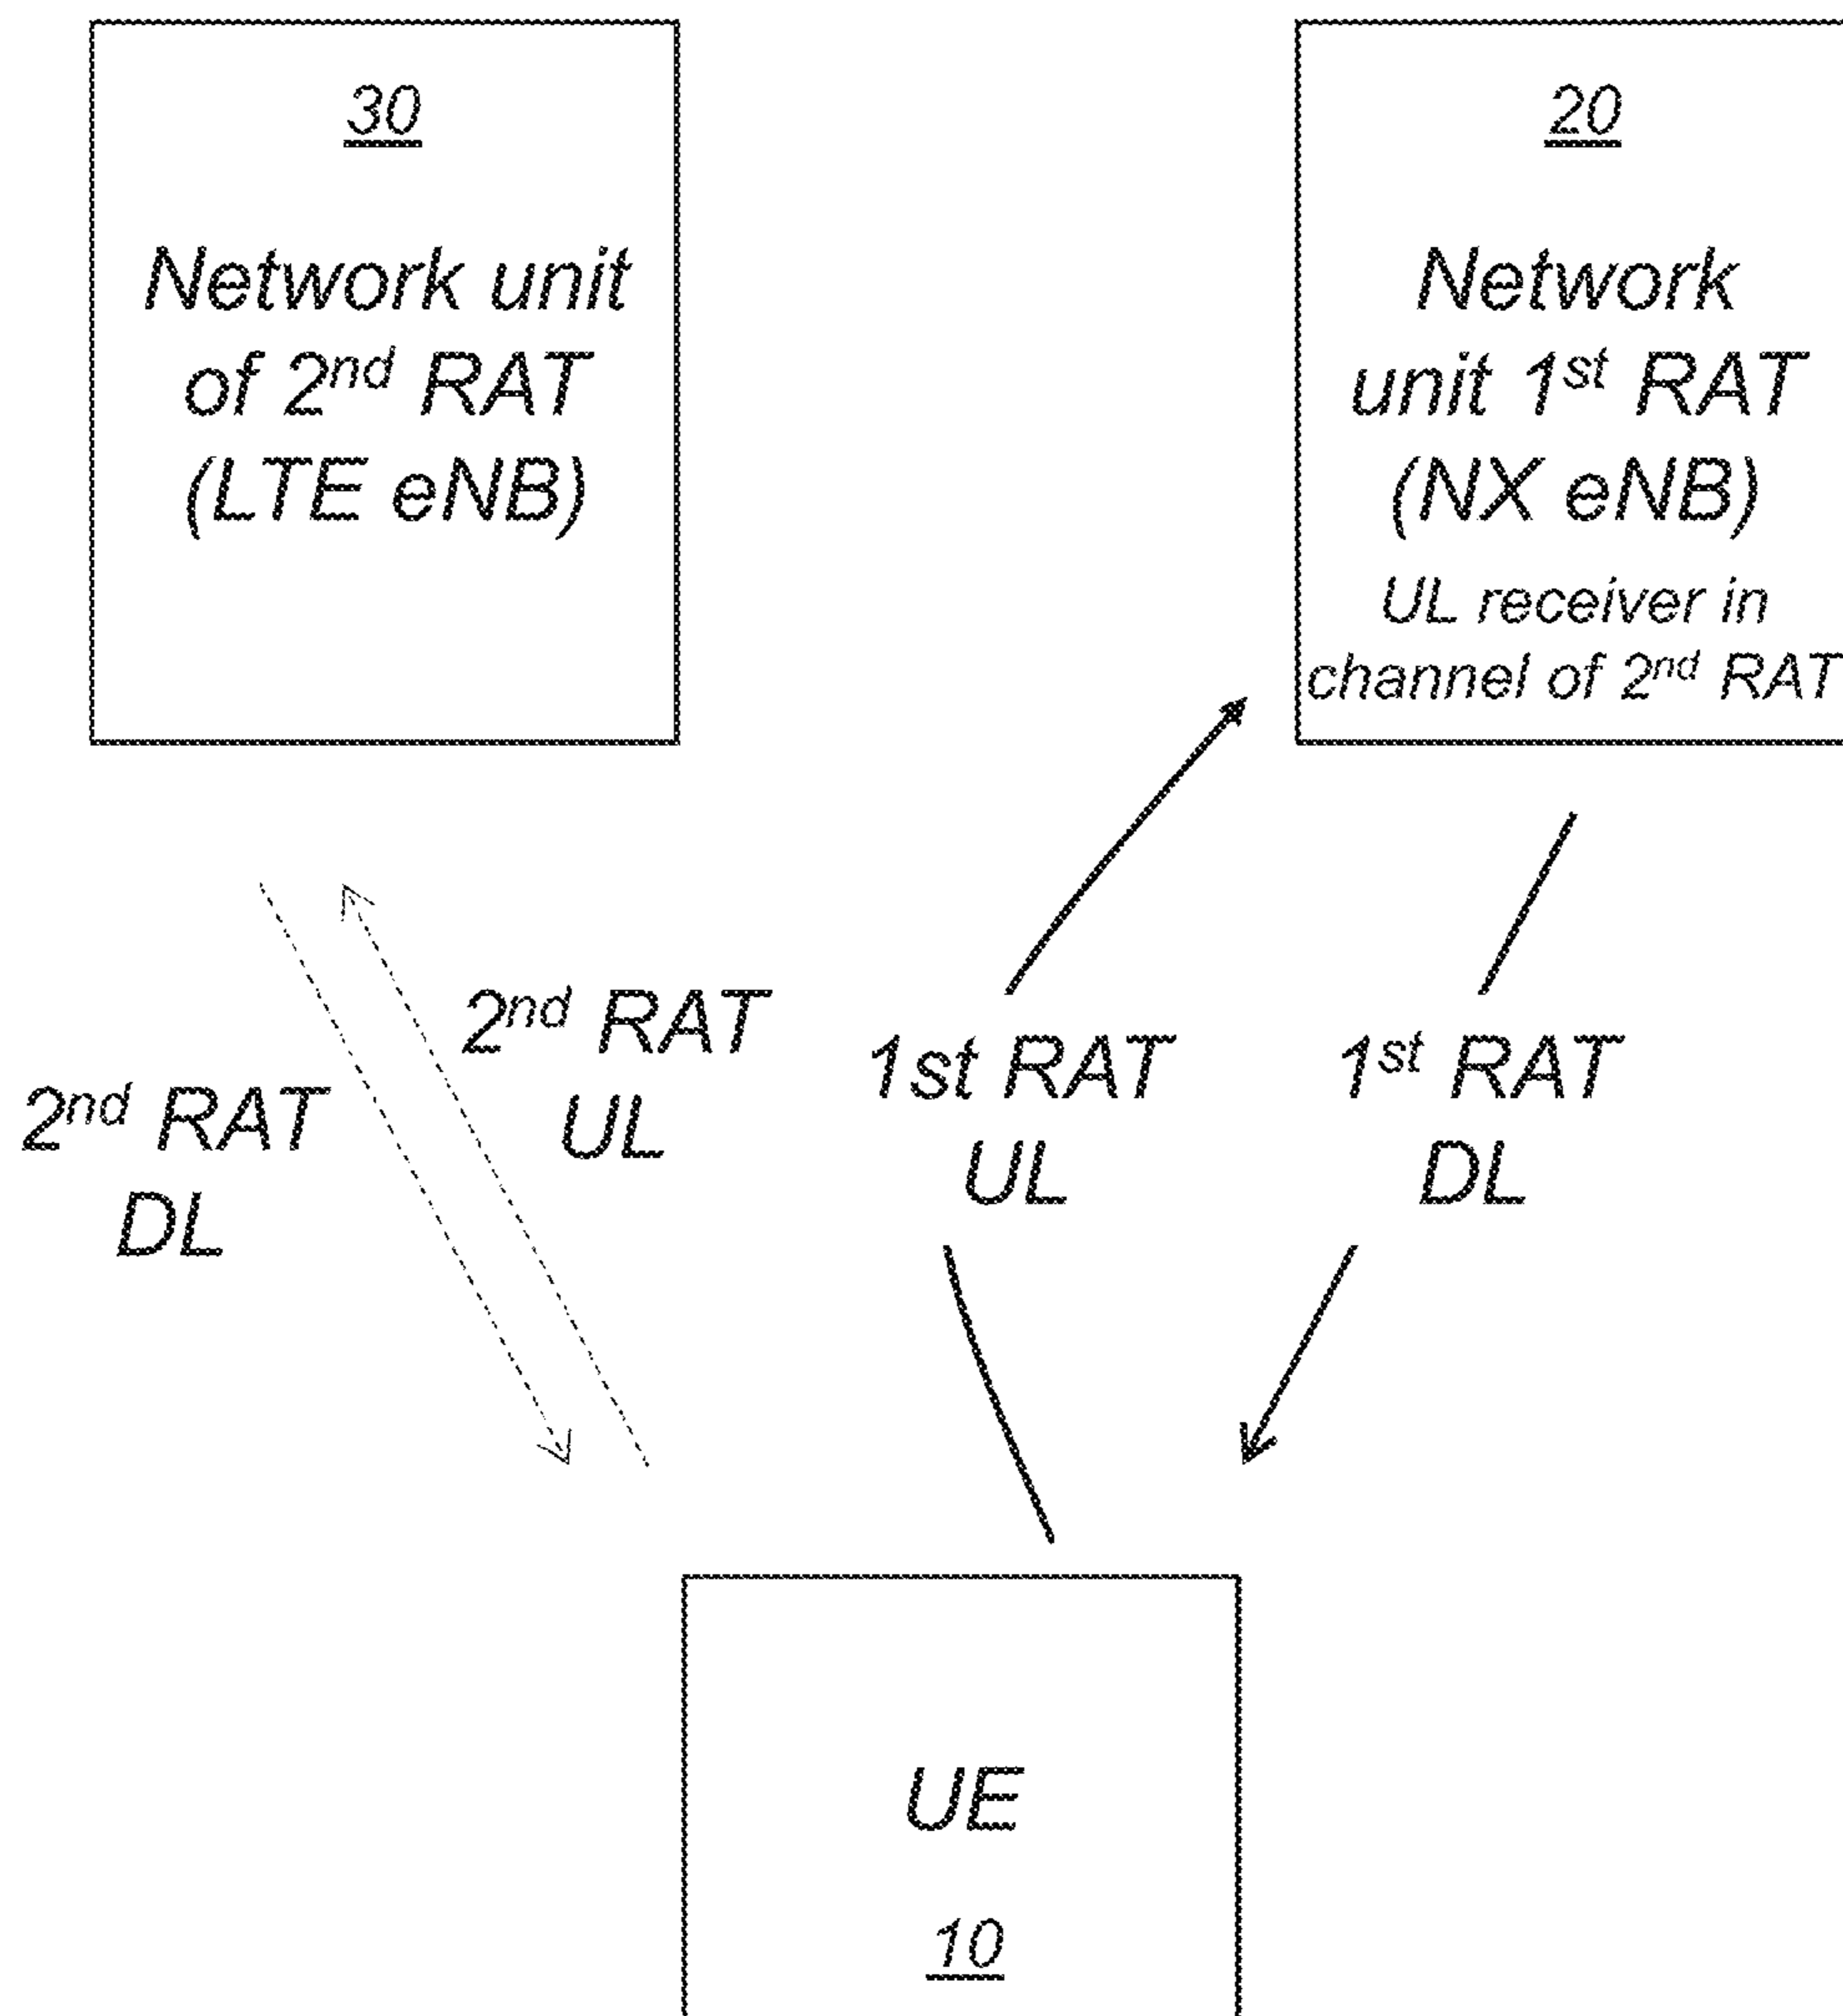 30
Network unit
of 2nd RAT
(LTE eNB)
20
Network
unit 1st RAT
(NX eNB)
UL receiver in
channel of 2nd RAT
2nd RAT
UL
2nd RAT
DL
1st RAT
UL
1st RAT
DL
UE
10